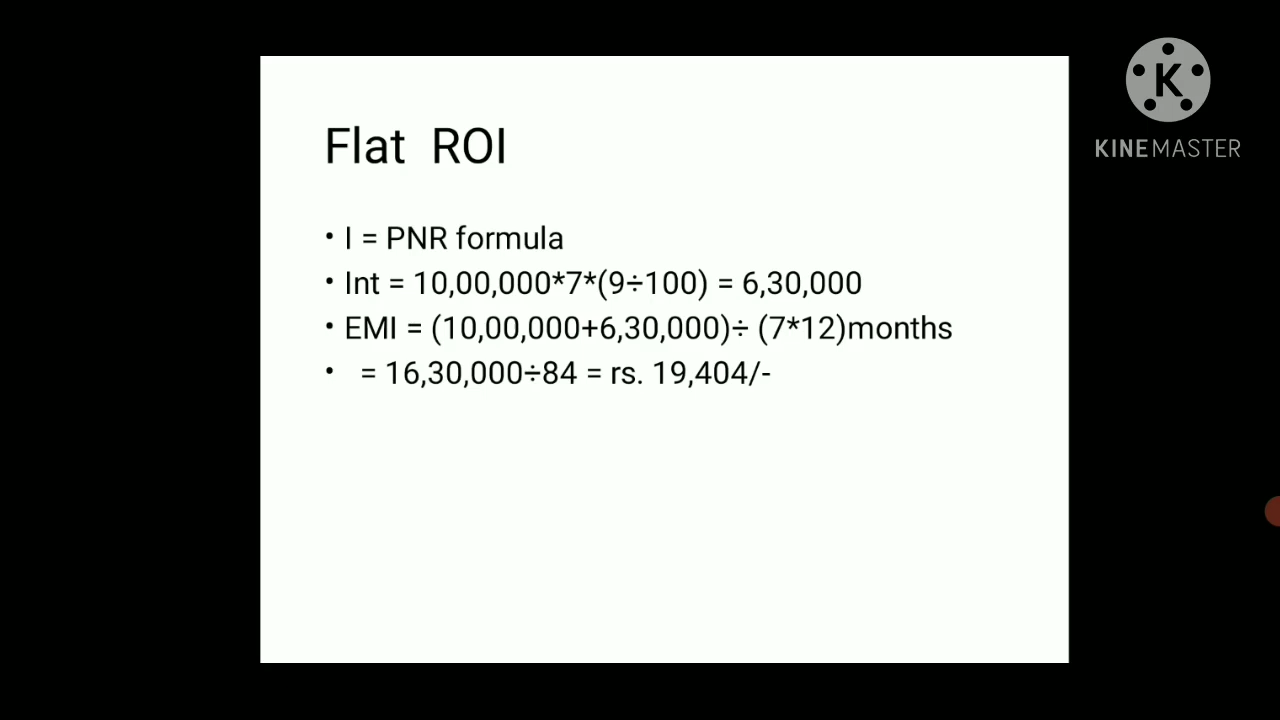 Flat ROI
• I = PNR formula
• Int = 10,00,000*7*(9÷100) = 6,30,000
• EMI = (10,00,000+6,30,000)÷ (7*12)months
• = 16,30,000÷84 = rs. 19,404/-
K
KINEMASTER